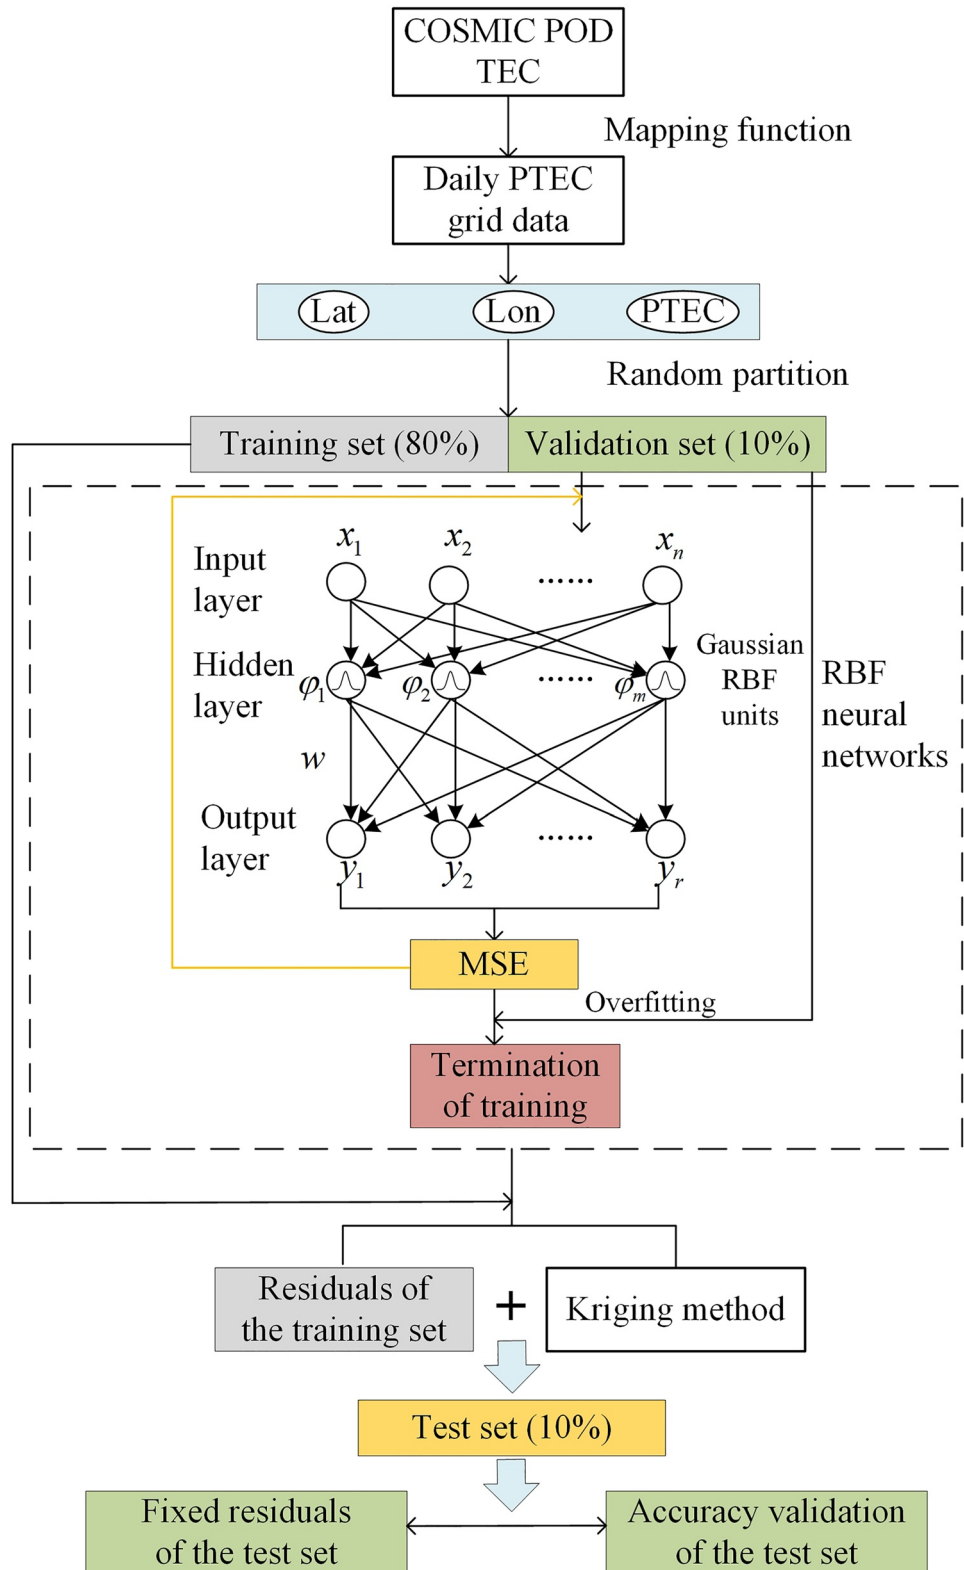 COSMIC POD
TEC
Mapping function
Daily PTEC
grid data
Lat Lon PTEC
Random partition
Training set (80%) Validation set (10%)
x1 x2 ...... xn
Input
layer
Hidden
layer
φ1 φ2 ...... φm
Gaussian
RBF
units
RBF
neural
networks
w
Output
layer
......
y1 y2 yr
MSE
Overfitting
Termination
of training
Residuals of
the training set
+
Kriging method
Test set (10%)
Fixed residuals
of the test set
Accuracy validation
of the test set